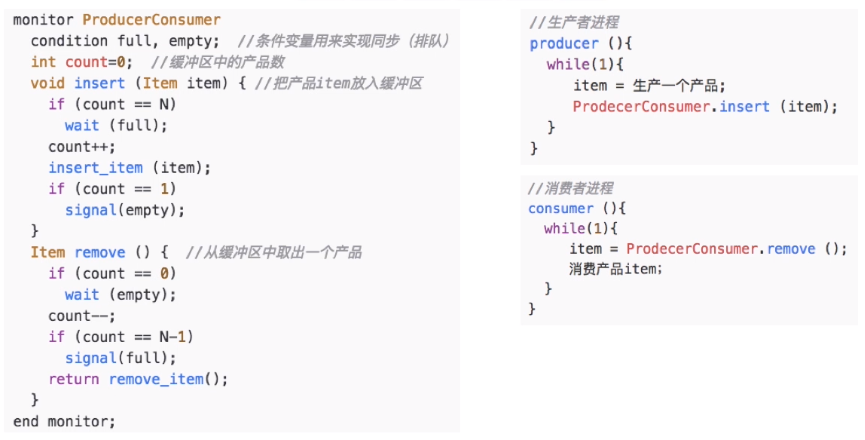 monitor ProducerConsumer
condition full, empty; //条件变量用来实现同步（排队）
int count=0; //缓冲区中的产品数
void insert (Item item) { //把产品item放入缓冲区
if (count == N)
wait (full);
count++;
insert_item (item);
if (count == 1)
signal(empty);
}
Item remove () { //从缓冲区中取出一个产品
if (count == 0)
wait (empty);
count--;
if (count == N-1)
signal(full);
return remove_item();
}
end monitor;
//生产者进程
producer (){
while(1){
item = 生产一个产品;
ProdecerConsumer.insert (item);
}
}
//消费者进程
consumer (){
while(1){
item = ProdecerConsumer.remove ();
消费产品item;
}
}